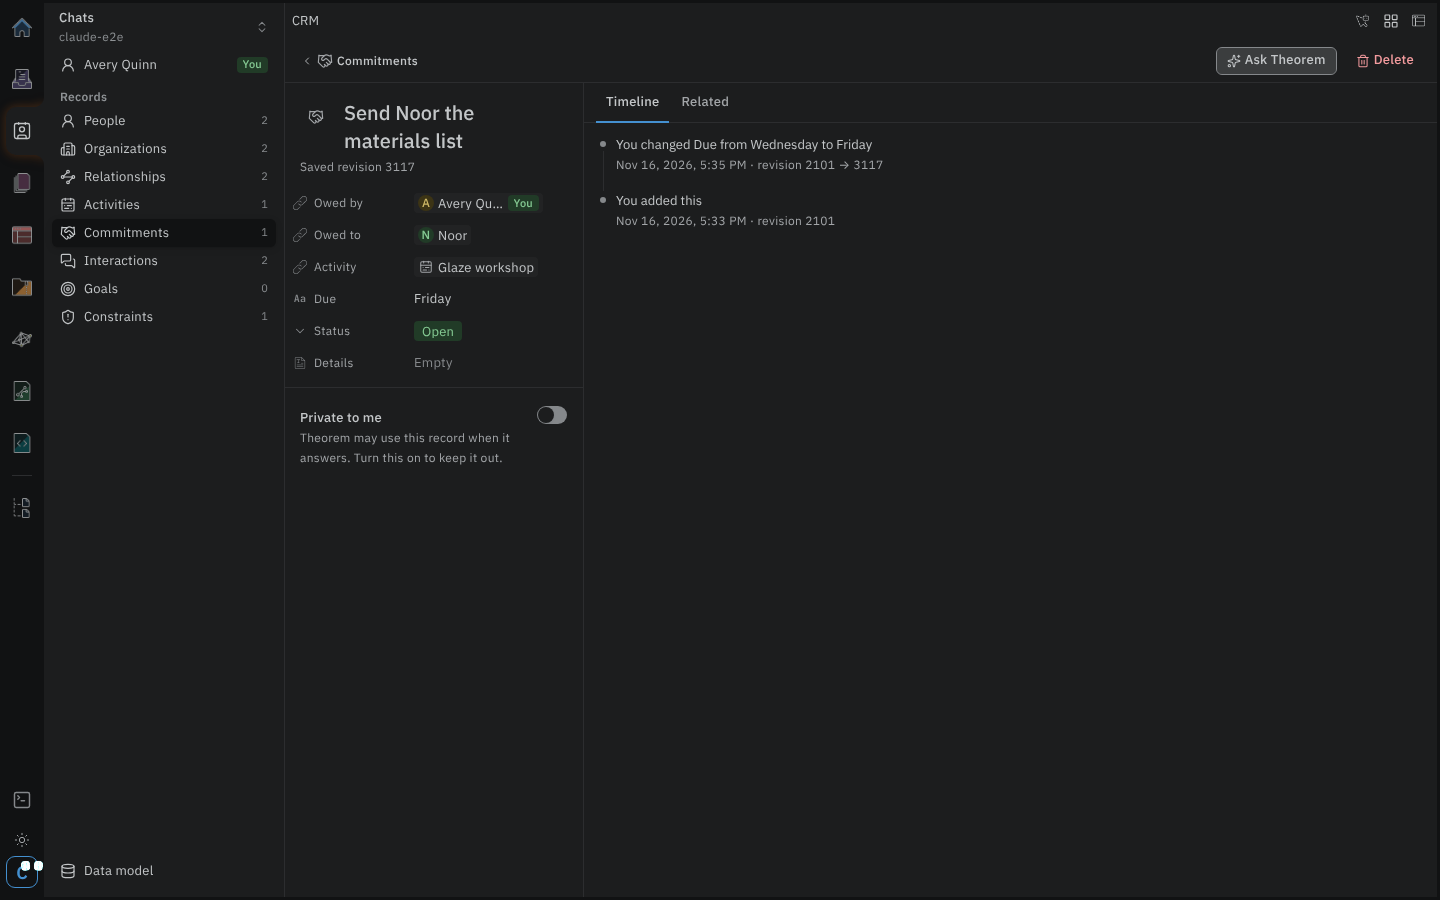 Chats
claude-e2e
Avery Quinn You
Records
People 2
Organizations 2
Relationships 2
Activities 1
Commitments 1
Interactions 2
Goals 0
Constraints 1
Data model
C
CRM
Commitments
Ask Theorem
Delete
Send Noor the
materials list
Saved revision 3117
Owed by A Avery Qu... You
Owed to N Noor
Activity Glaze workshop
Aa Due Friday
Status Open
Details Empty
Private to me
Theorem may use this record when it
answers. Turn this on to keep it out.
Timeline Related
You changed Due from Wednesday to Friday
Nov 16, 2026, 5:35 PM · revision 2101 → 3117
You added this
Nov 16, 2026, 5:33 PM · revision 2101